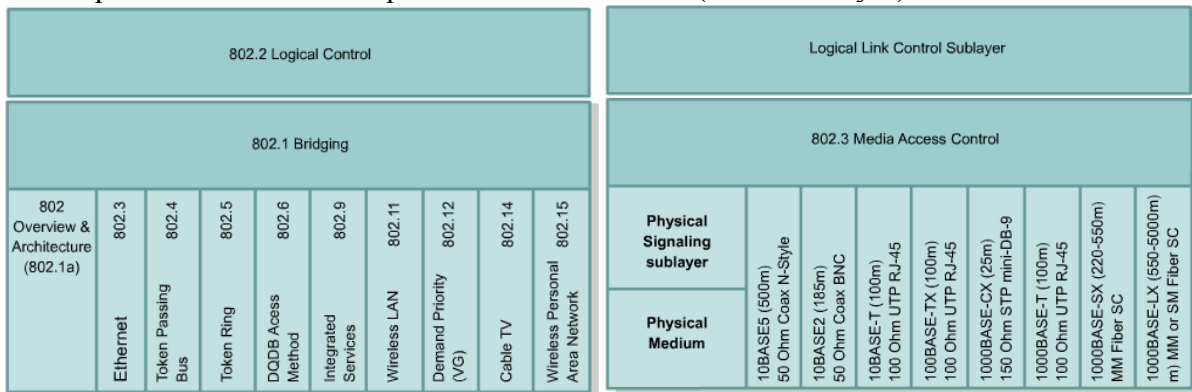 802.2 Logical Control
802.1 Bridging
802
Overview &
Architecture
(802.1a)
802.3
Ethernet
802.4
Token Passing
Bus
802.5
Token Ring
802.6
DQDB Acess
Method
802.9
Integrated
Services
802.11
Wireless LAN
802.12
Demand Priority
(VG)
802.14
Cable TV
802.15
Wireless Personal
Area Network
Logical Link Control Sublayer
802.3 Media Access Control
Physical
Signaling
sublayer
Physical
Medium
10BASE5 (500m)
50 Ohm Coax N-Style
10BASE2 (185m)
50 Ohm Coax BNC
10BASE-T (100m)
100 Ohm UTP RJ-45
100BASE-TX (100m)
100 Ohm UTP RJ-45
1000BASE-CX (25m)
150 Ohm STP mini-DB-9
1000BASE-T (100m)
100 Ohm UTP RJ-45
1000BASE-SX (220-550m)
MM Fiber SC
1000BASE-LX (550-5000m)
m) MM or SM Fiber SC